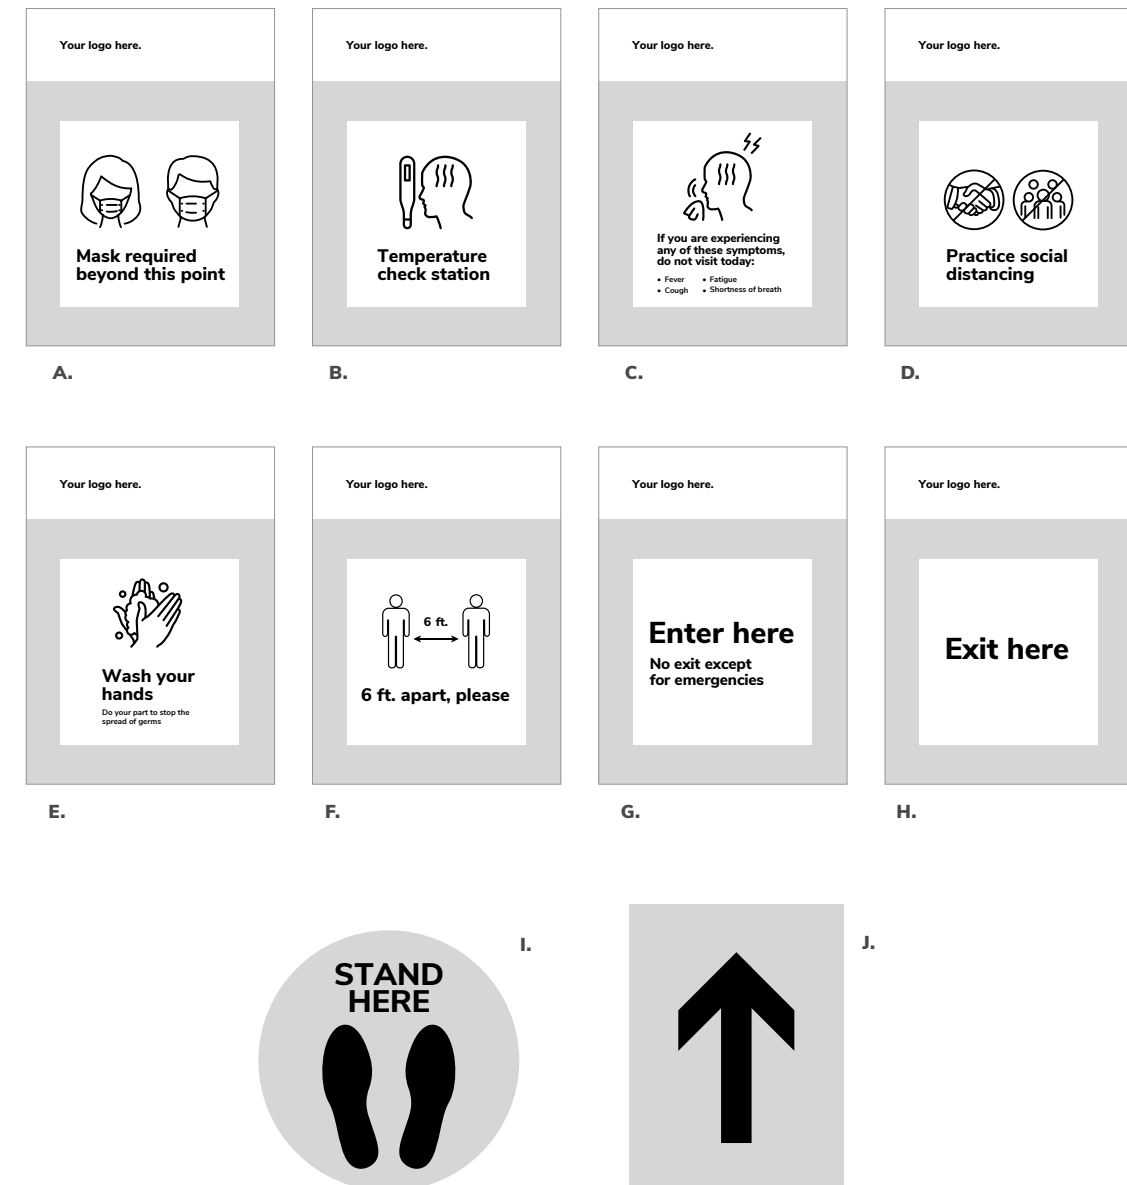 Your logo here.
Your logo here.
Your logo here.
Your logo here.
Mask required
beyond this point
Temperature
check station
If you are experiencing
any of these symptoms,
do not visit today:
• Fever • Fatigue
• Cough • Shortness of breath
Practice social
distancing
A.
B.
C.
D.
Your logo here.
Your logo here.
Your logo here.
Your logo here.
Wash your
hands
Do your part to stop the
spread of germs
6 ft.
6 ft. apart, please
Enter here
No exit except
for emergencies
Exit here
E.
F.
G.
H.
STAND
HERE
I.
J.